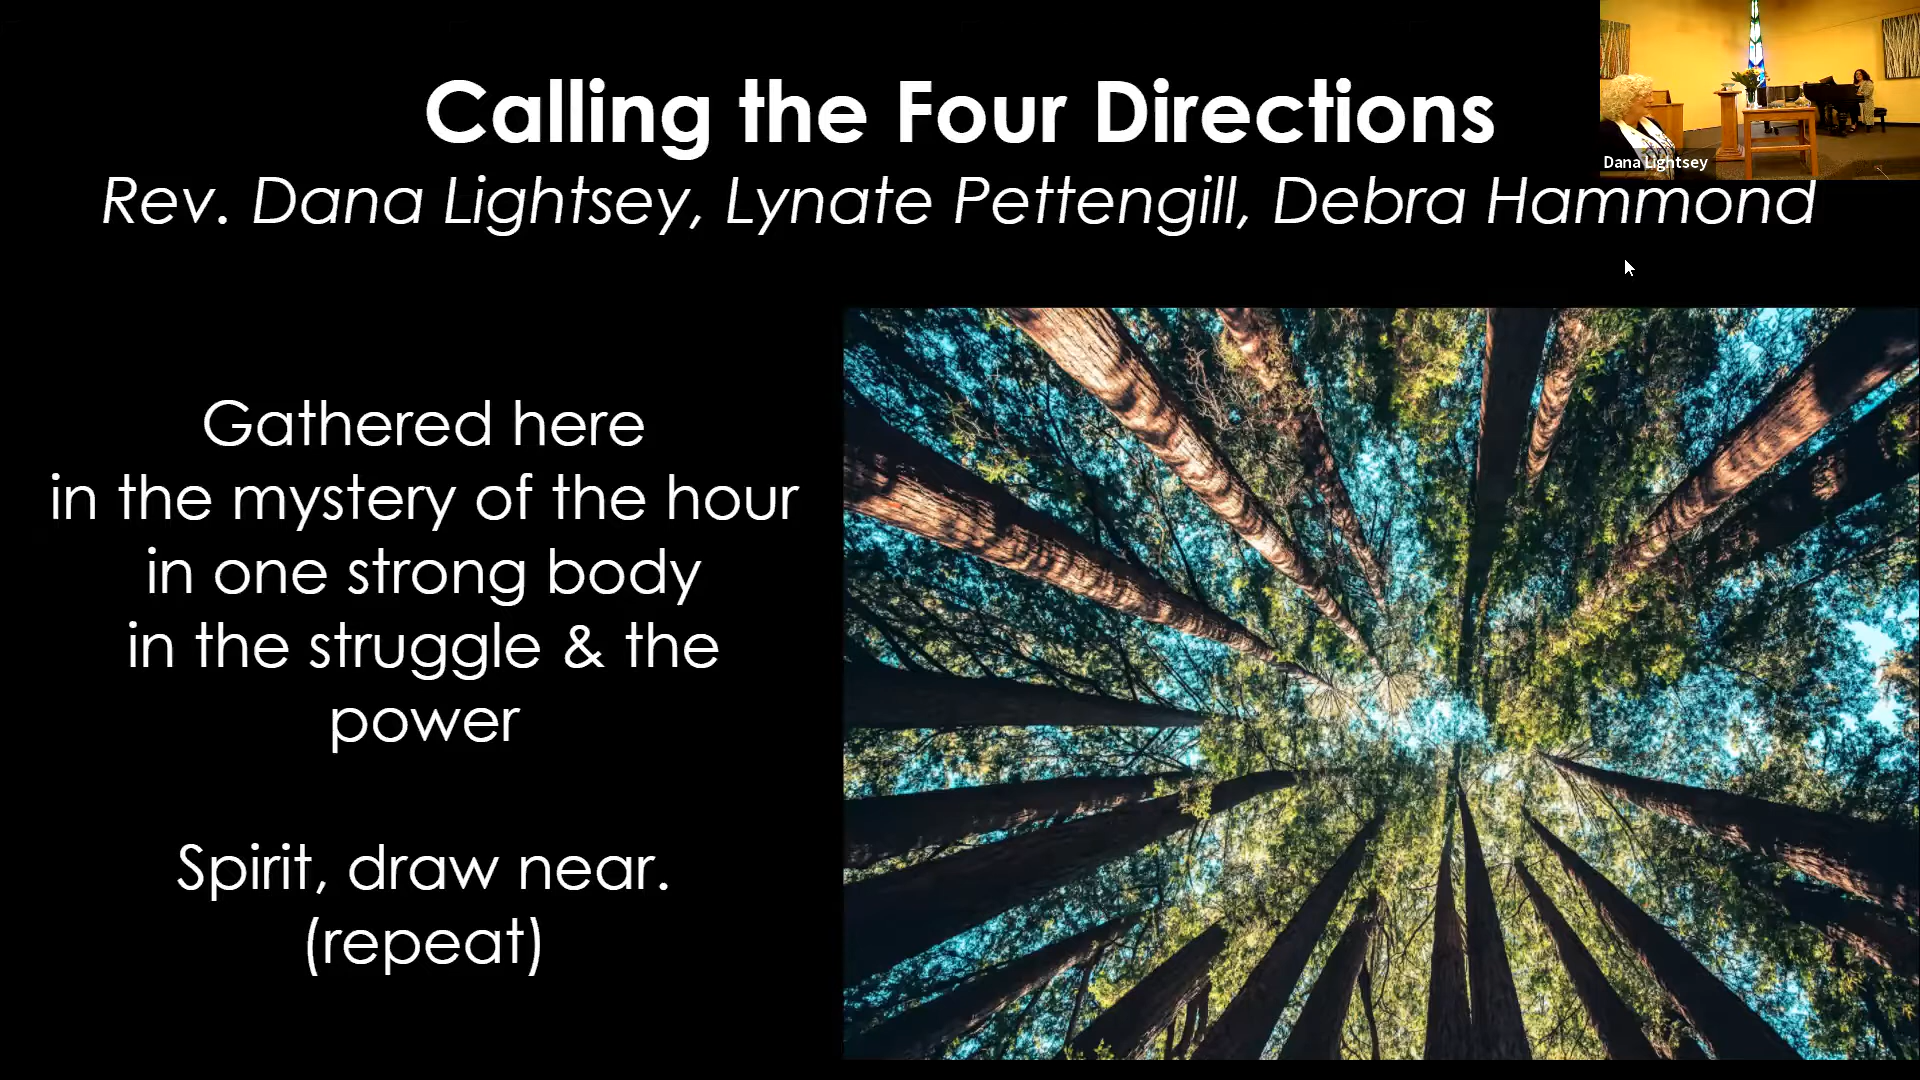 Calling the Four Directions
Rev. Dana Lightsey, Lynate Pettengill, Debra Hammond
Dana Lightsey
Gathered here
in the mystery of the hour
in one strong body
in the struggle & the
power
Spirit, draw near.
(repeat)